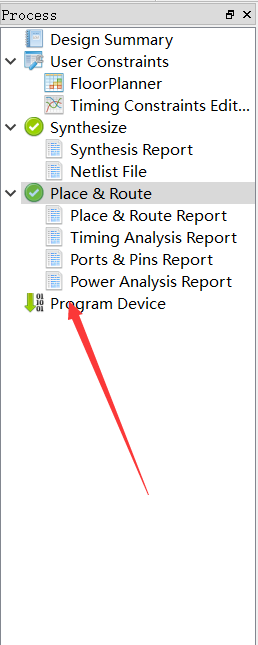 Process
Design Summary
User Constraints
FloorPlanner
Timing Constraints Edit...
Synthesize
Synthesis Report
Netlist File
Place & Route
Place & Route Report
Timing Analysis Report
Ports & Pins Report
Power Analysis Report
Program Device